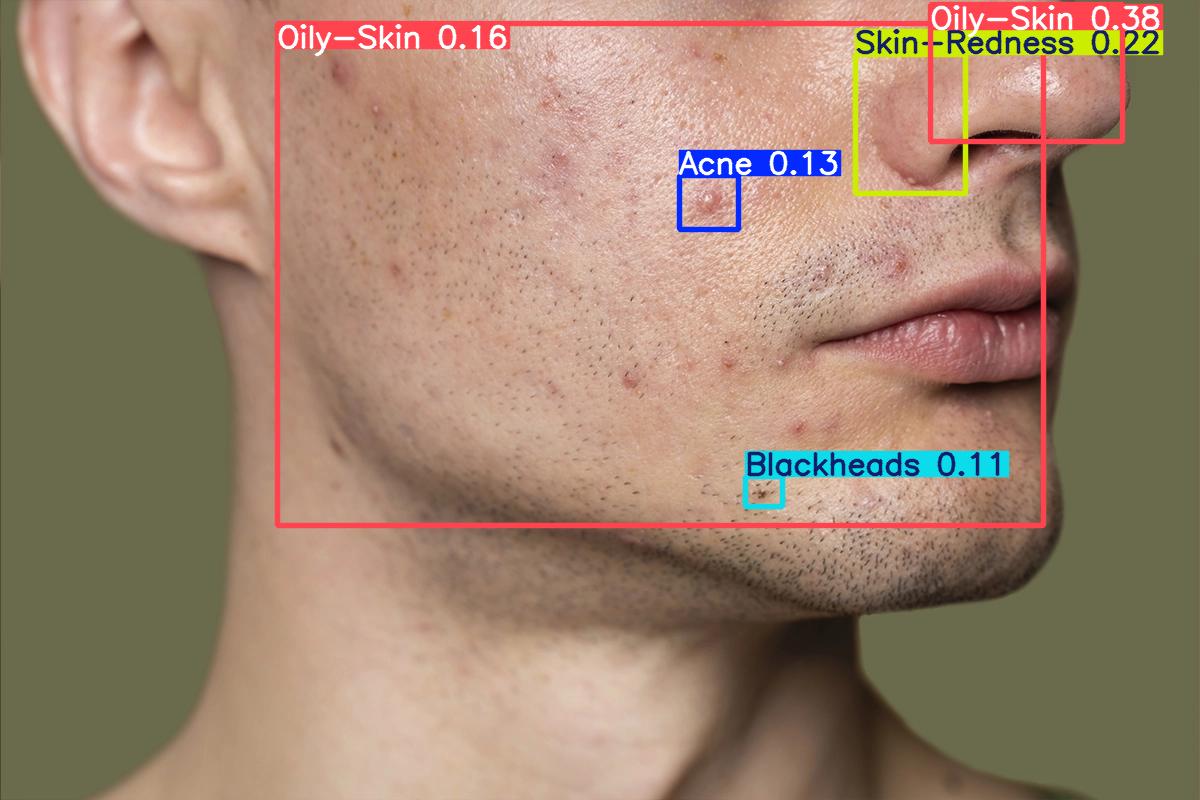 Oily-Skin 0.38
Oily-Skin 0.16
Skin--Redness 0.22
Acne 0.13
Blackheads 0.11